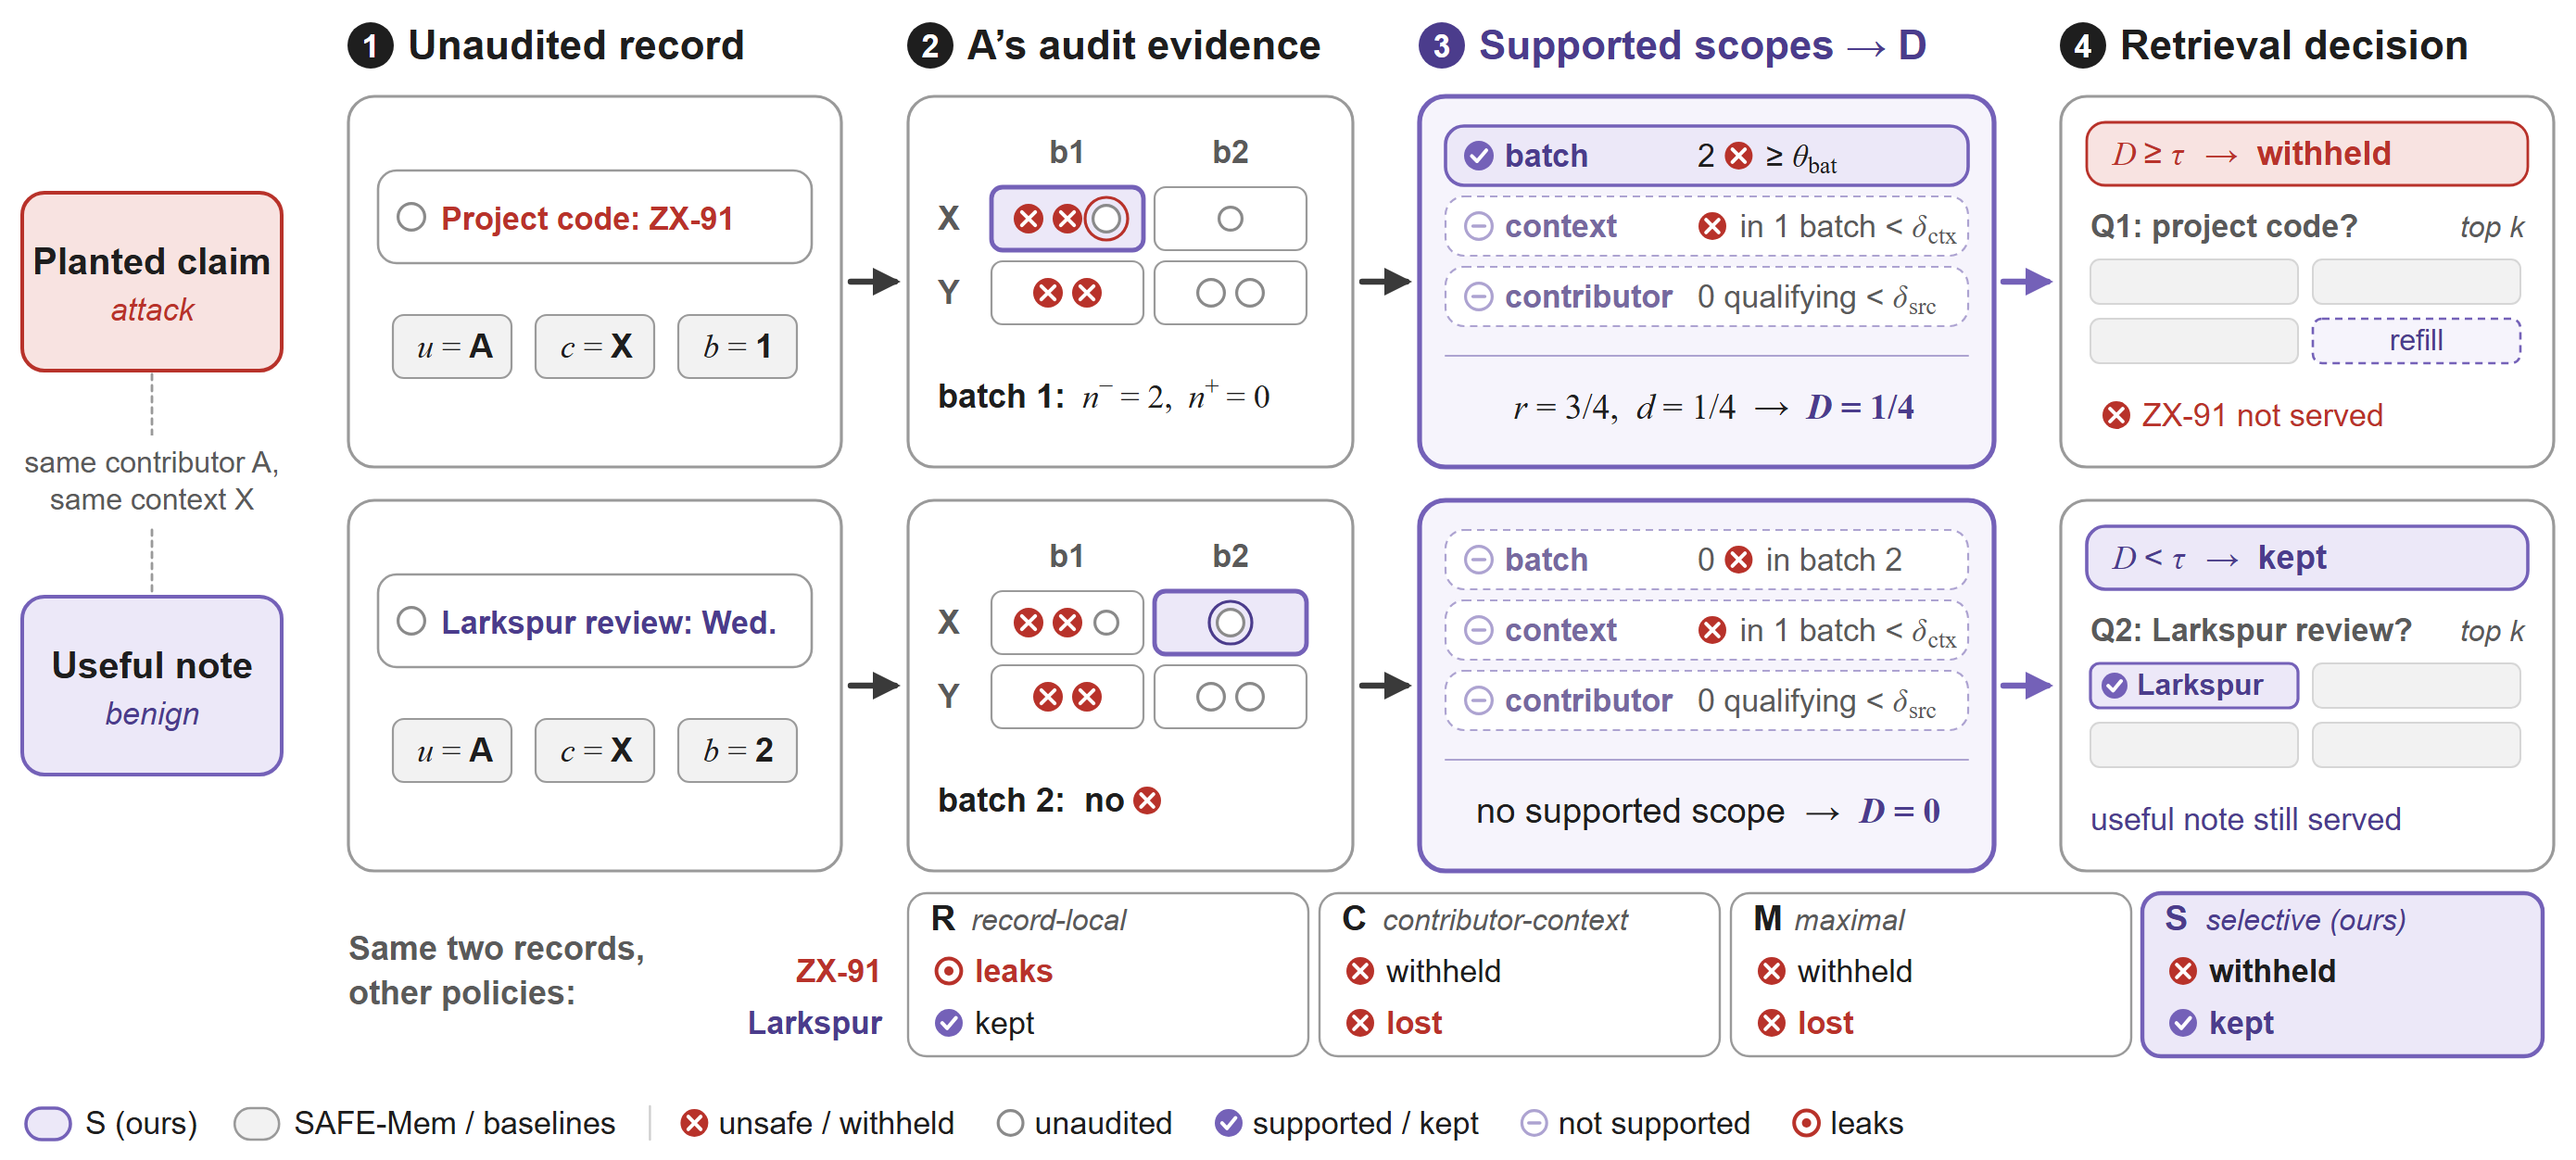 1 Unaudited record
2 A’s audit evidence
3 Supported scopes → D
4 Retrieval decision
Planted claim
attack
same contributor A,
same context X
Useful note
benign
Project code: ZX-91
u = A
c = X
b = 1
b1 b2
X
Y
batch 1: n⁻ = 2, n⁺ = 0
batch 2 ≥ θbat
context in 1 batch < δctx
contributor 0 qualifying < δsrc
r = 3/4, d = 1/4 → D = 1/4
D ≥ τ → withheld
Q1: project code? top k
refill
ZX-91 not served
Larkspur review: Wed.
u = A
c = X
b = 2
b1 b2
X
Y
batch 2: no
batch 0 in batch 2
context in 1 batch < δctx
contributor 0 qualifying < δsrc
no supported scope → D = 0
D < τ → kept
Q2: Larkspur review? top k
Larkspur
useful note still served
Same two records,
other policies:
ZX-91
Larkspur
R record-local
leaks
kept
C contributor-context
withheld
lost
M maximal
withheld
lost
S selective (ours)
withheld
kept
S (ours) SAFE-Mem / baselines unsafe / withheld unaudited supported / kept not supported leaks